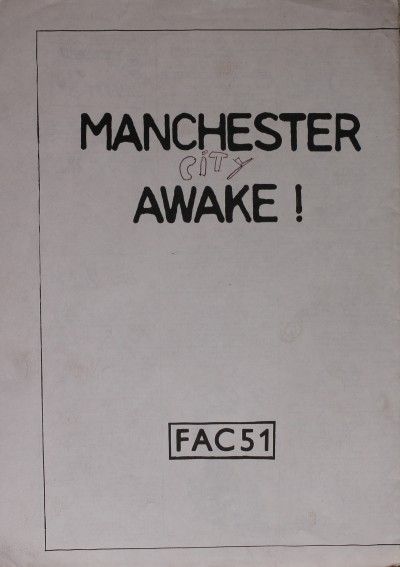 MANCHESTER
CiTY
AWAKE !
FAC51